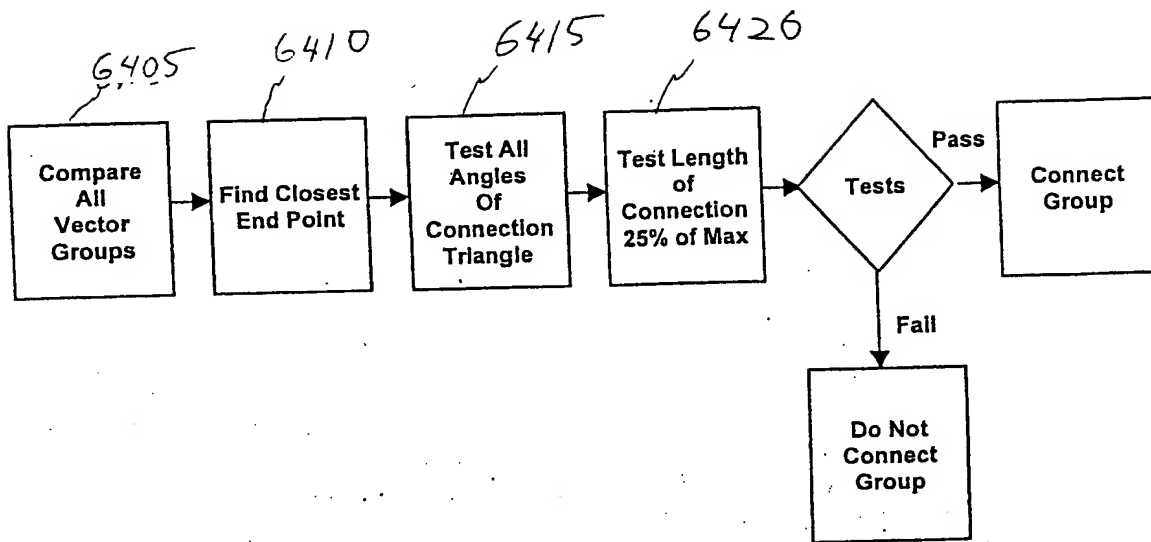 6405
6410
6415
6420
Compare
All
Vector
Groups
Find Closest
End Point
Test All
Angles
Of
Connection
Triangle
Test Length
of
Connection
25% of Max
Tests
Pass
Connect
Group
Fail
Do Not
Connect
Group